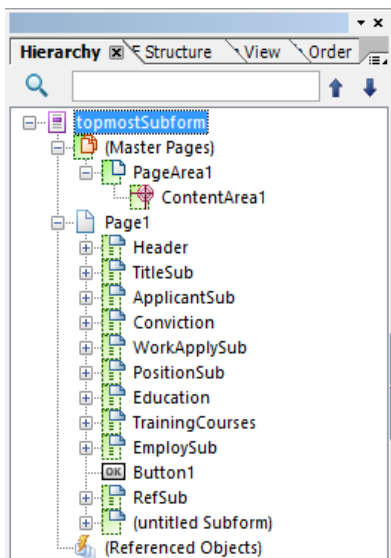 Hierarchy Structure View Order
topmostSubform
(Master Pages)
PageArea1
ContentArea1
Page1
Header
TitleSub
ApplicantSub
Conviction
WorkApplySub
PositionSub
Education
TrainingCourses
EmploySub
OK Button1
RefSub
(untitled Subform)
(Referenced Objects)